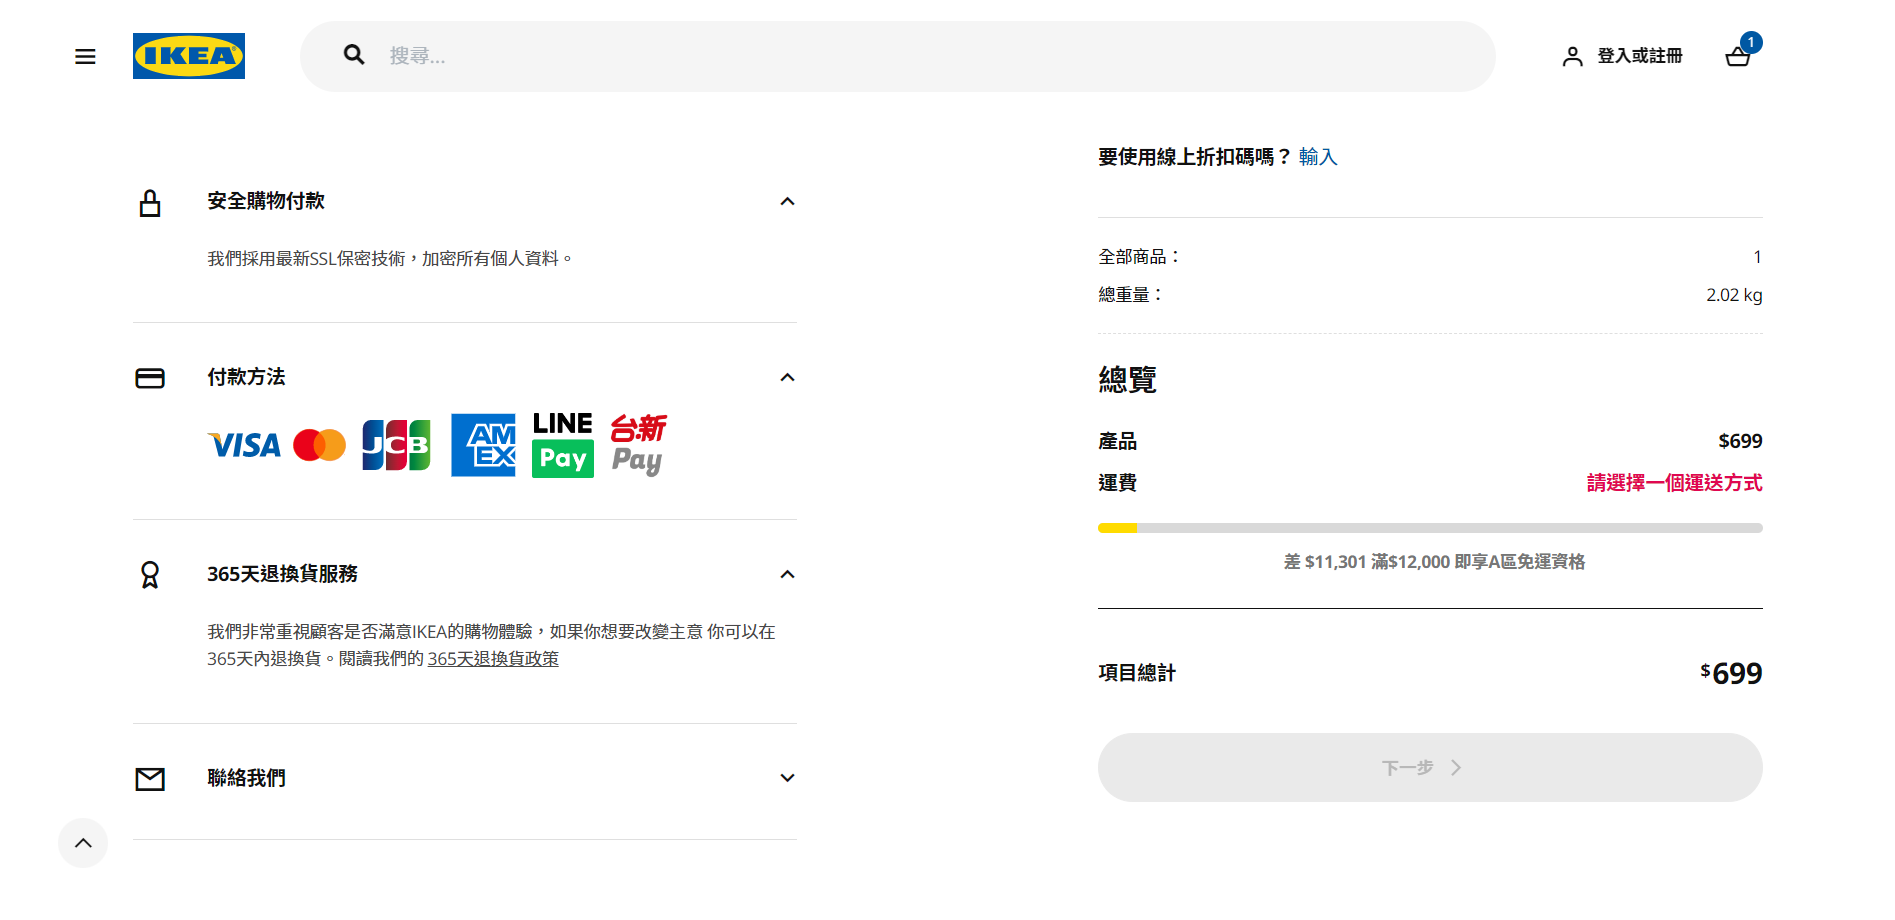 IKEA
搜尋...
登入或註冊
1
安全購物付款
我們採用最新SSL保密技術，加密所有個人資料。
付款方法
VISA
JCB
AM
EX
LINE
Pay
台新
Pay
365天退換貨服務
我們非常重視顧客是否滿意IKEA的購物體驗，如果你想要改變主意 你可以在
365天內退換貨。閱讀我們的 365天退換貨政策
聯絡我們
要使用線上折扣碼嗎？ 輸入
全部商品： 1
總重量： 2.02 kg
總覽
產品 $699
運費 請選擇一個運送方式
差 $11,301 滿$12,000 即享A區免運資格
項目總計 $699
下一步